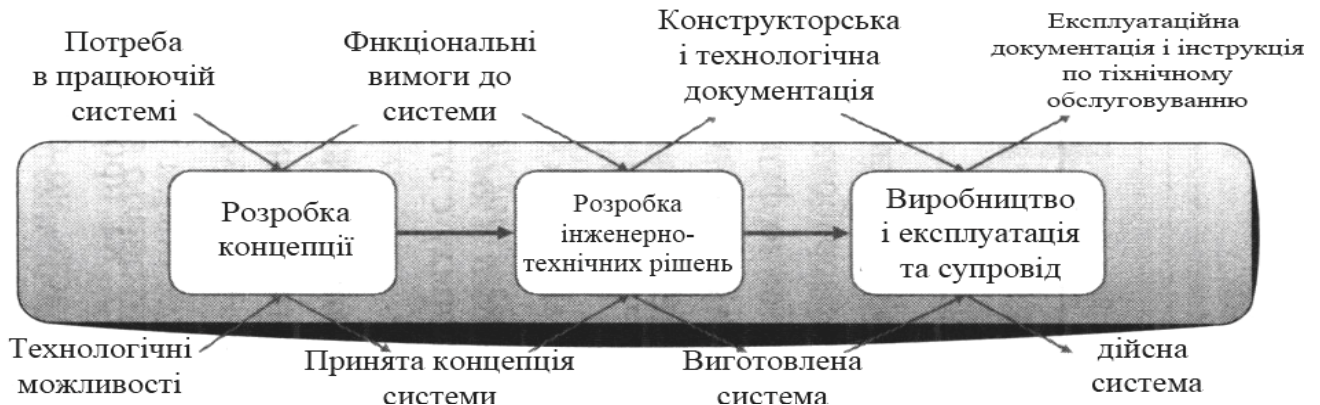 Потреба
в працюючій
системі
Фнкціональні
вимоги до
системи
Конструкторська
і технологічна
документація
Експлуатаційна
документація і інструкція
по тіхнічному
обслуговуванню
Розробка
концепції
Розробка
інженерно-
технічних рішень
Виробництво
і експлуатація
та супровід
Технологічні
можливості
Принята концепція
системи
Виготовлена
система
дійсна
система